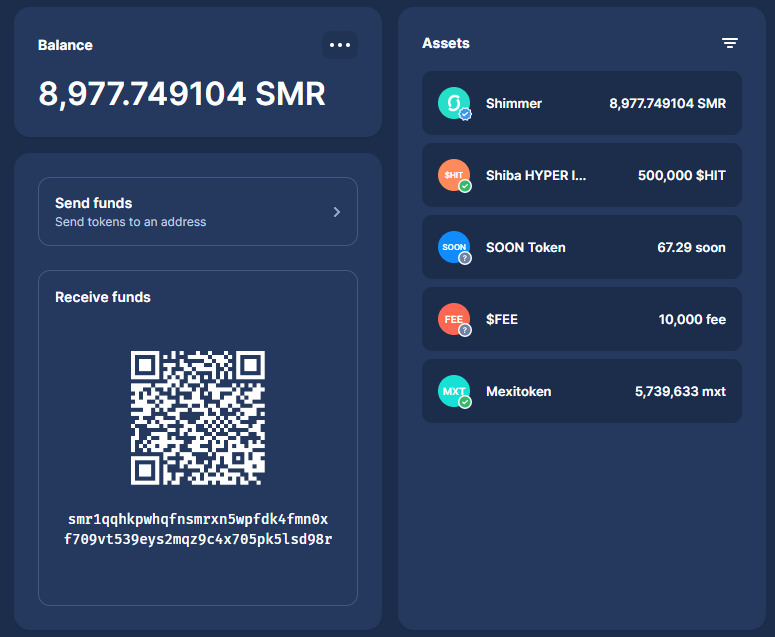 Balance
8,977.749104 SMR
Send funds
Send tokens to an address
Receive funds
smr1qqhkpwhqfnsmrxn5wpfdk4fmn0x
f709vt539eys2mqz9c4x705pk5lsd98r
Assets
Shimmer 8,977.749104 SMR
$HIT Shiba HYPER I... 500,000 $HIT
SOON SOON Token 67.29 soon
FEE $FEE 10,000 fee
MXT Mexitoken 5,739,633 mxt